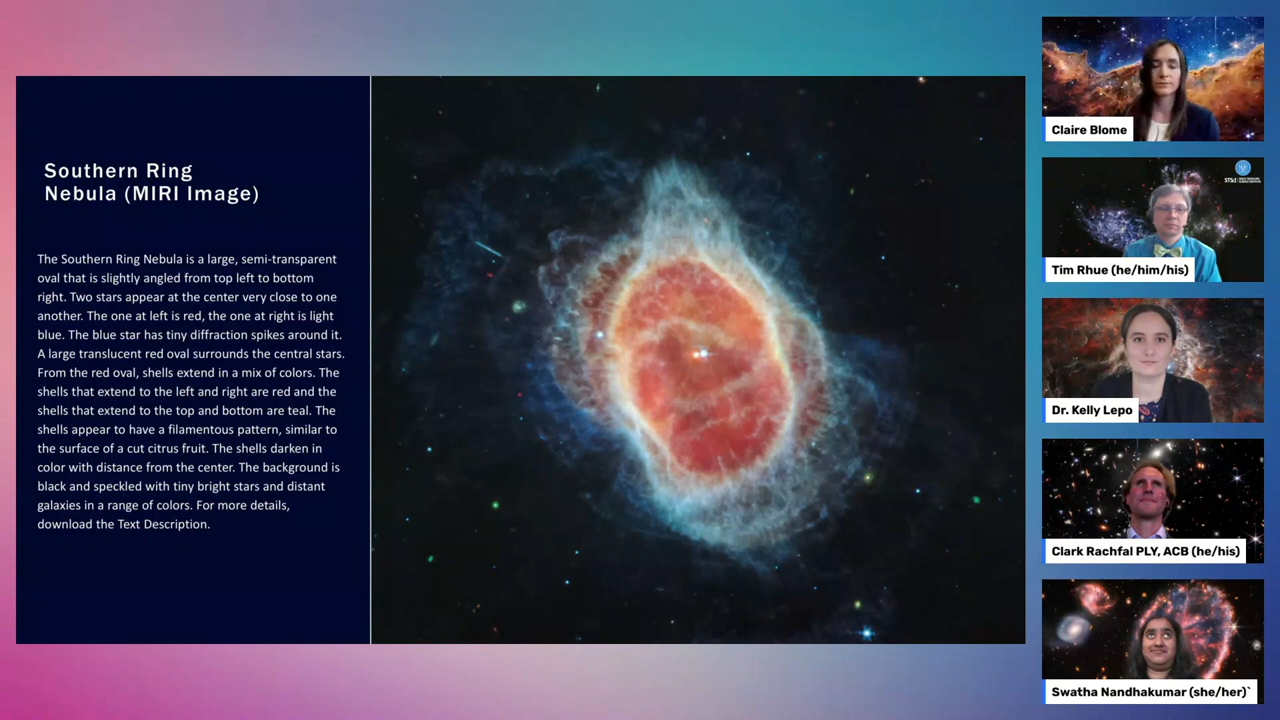 Southern Ring
Nebula (MIRI Image)
The Southern Ring Nebula is a large, semi-transparent
oval that is slightly angled from top left to bottom
right. Two stars appear at the center very close to one
another. The one at left is red, the one at right is light
blue. The blue star has tiny diffraction spikes around it.
A large translucent red oval surrounds the central stars.
From the red oval, shells extend in a mix of colors. The
shells that extend to the left and right are red and the
shells that extend to the top and bottom are teal. The
shells appear to have a filamentous pattern, similar to
the surface of a cut citrus fruit. The shells darken in
color with distance from the center. The background is
black and speckled with tiny bright stars and distant
galaxies in a range of colors. For more details,
download the Text Description.
Claire Blome
Tim Rhue (he/him/his)
Dr. Kelly Lepo
Clark Rachfal PLY, ACB (he/his)
Swatha Nandhakumar (she/her)`